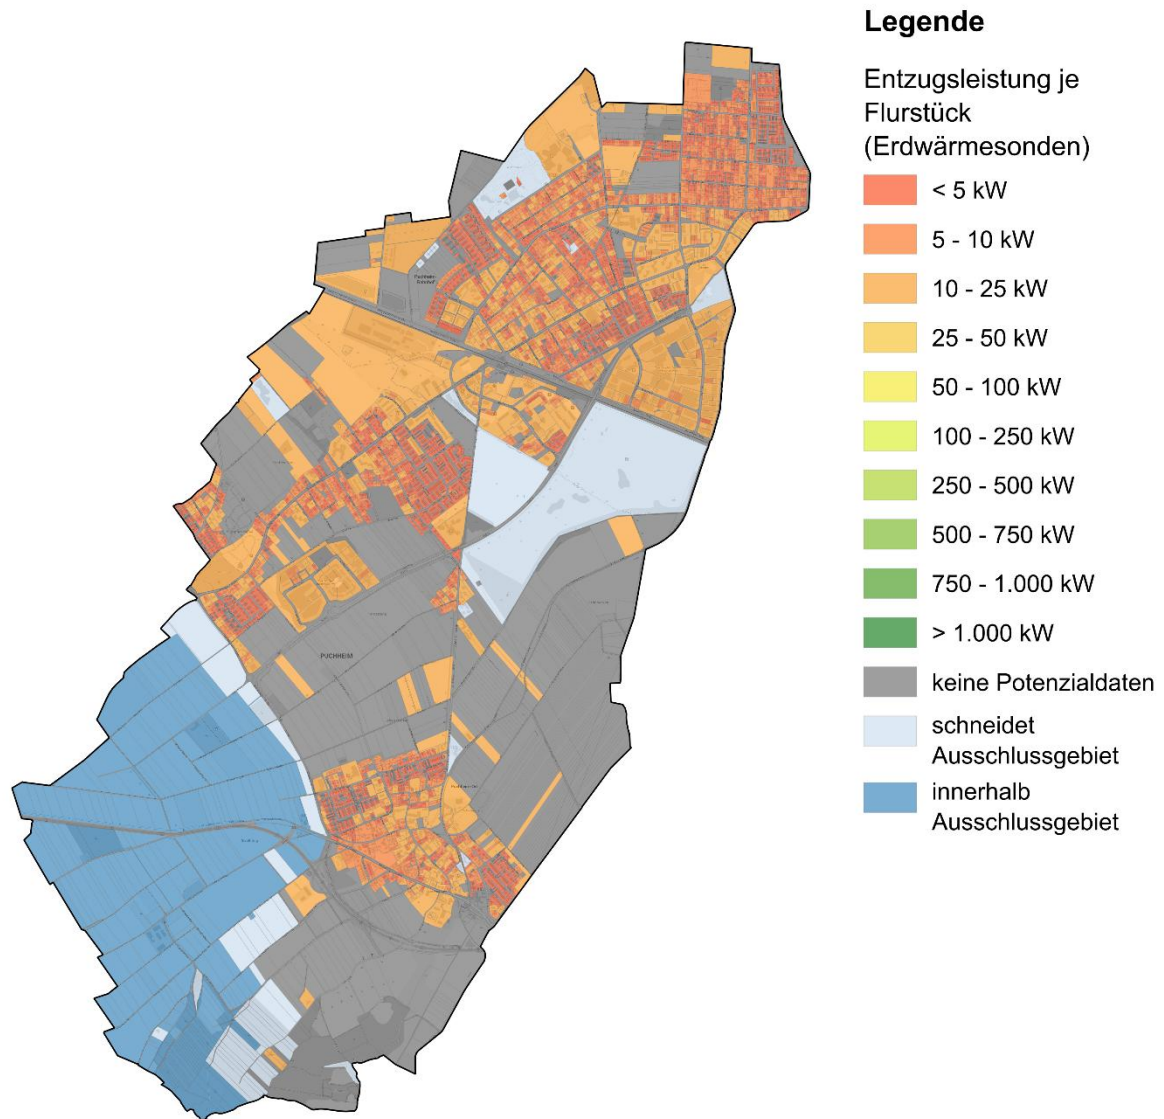 Legende
Entzugsleistung je
Flurstück
(Erdwärmesonden)
< 5 kW
5 - 10 kW
10 - 25 kW
25 - 50 kW
50 - 100 kW
100 - 250 kW
250 - 500 kW
500 - 750 kW
750 - 1.000 kW
> 1.000 kW
keine Potenzialdaten
schneidet
Ausschlussgebiet
innerhalb
Ausschlussgebiet
Puchheim-
Bahnhof
PUCHHEIM